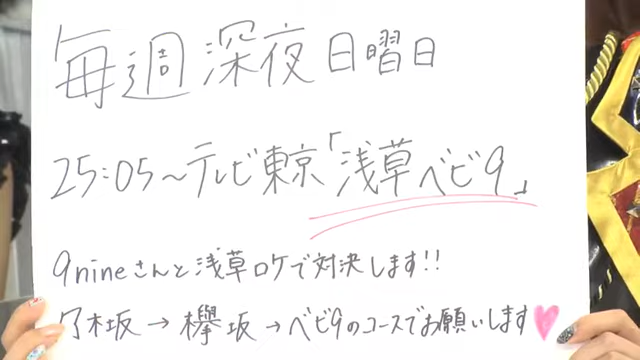 毎週 深夜 日曜日
25:05～テレビ東京「浅草ベビ9」
9nineさんと浅草ロケで対決します!!
乃木坂→欅坂→ベビ9のコースでお願いします